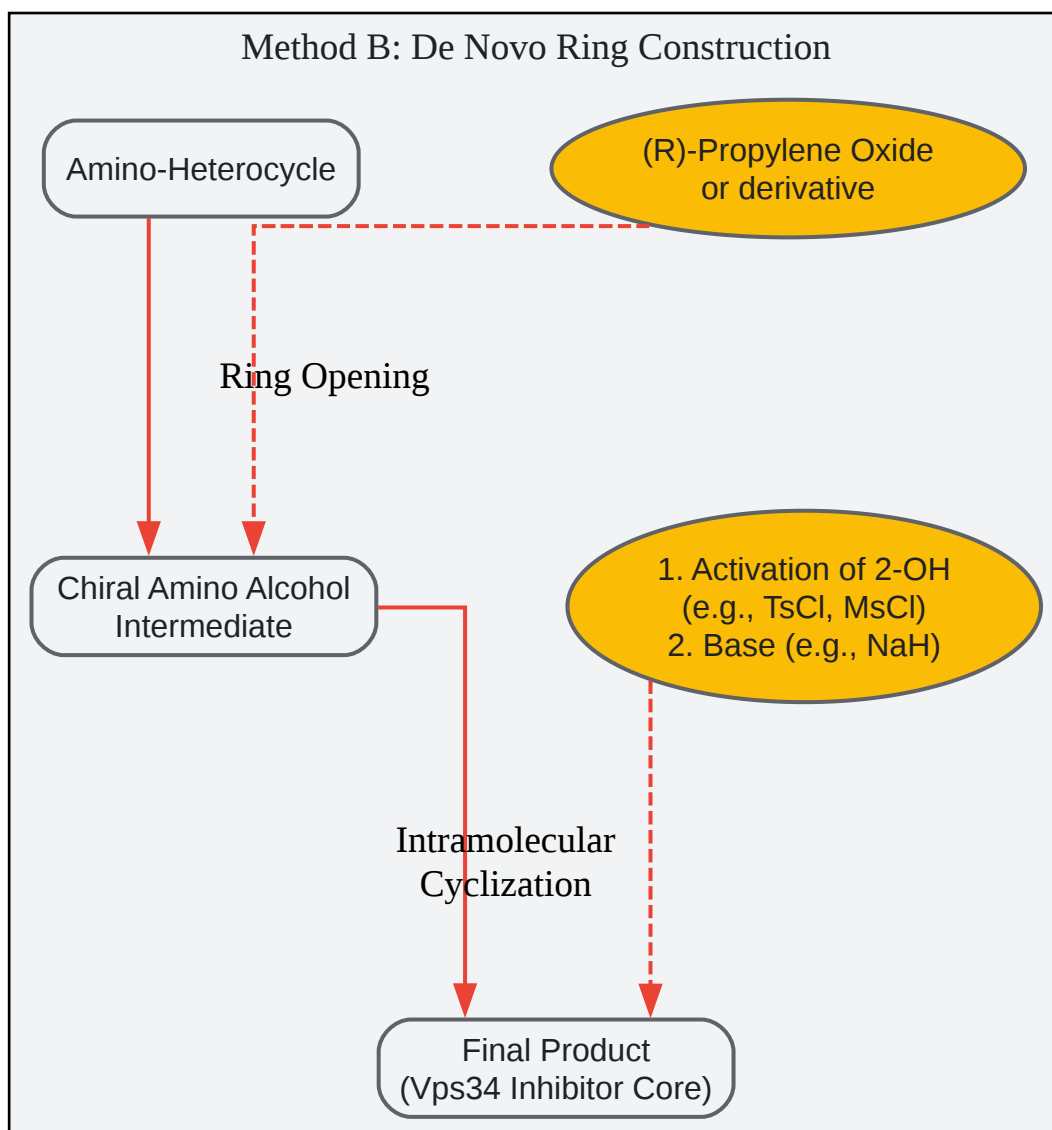 Method B: De Novo Ring Construction
Amino-Heterocycle
(R)-Propylene Oxide
or derivative
Ring Opening
Chiral Amino Alcohol
Intermediate
1. Activation of 2-OH
(e.g., TsCl, MsCl)
2. Base (e.g., NaH)
Intramolecular
Cyclization
Final Product
(Vps34 Inhibitor Core)